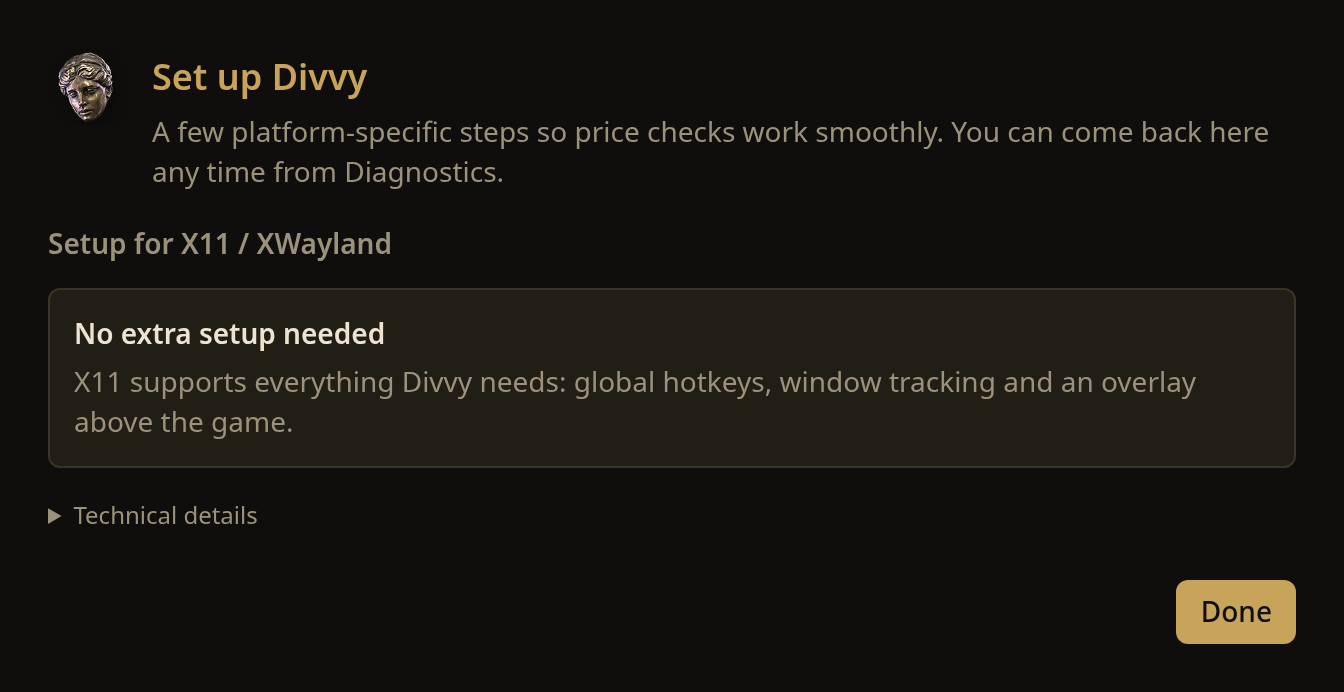 Set up Divvy
A few platform-specific steps so price checks work smoothly. You can come back here
any time from Diagnostics.
Setup for X11 / XWayland
No extra setup needed
X11 supports everything Divvy needs: global hotkeys, window tracking and an overlay
above the game.
Technical details
Done